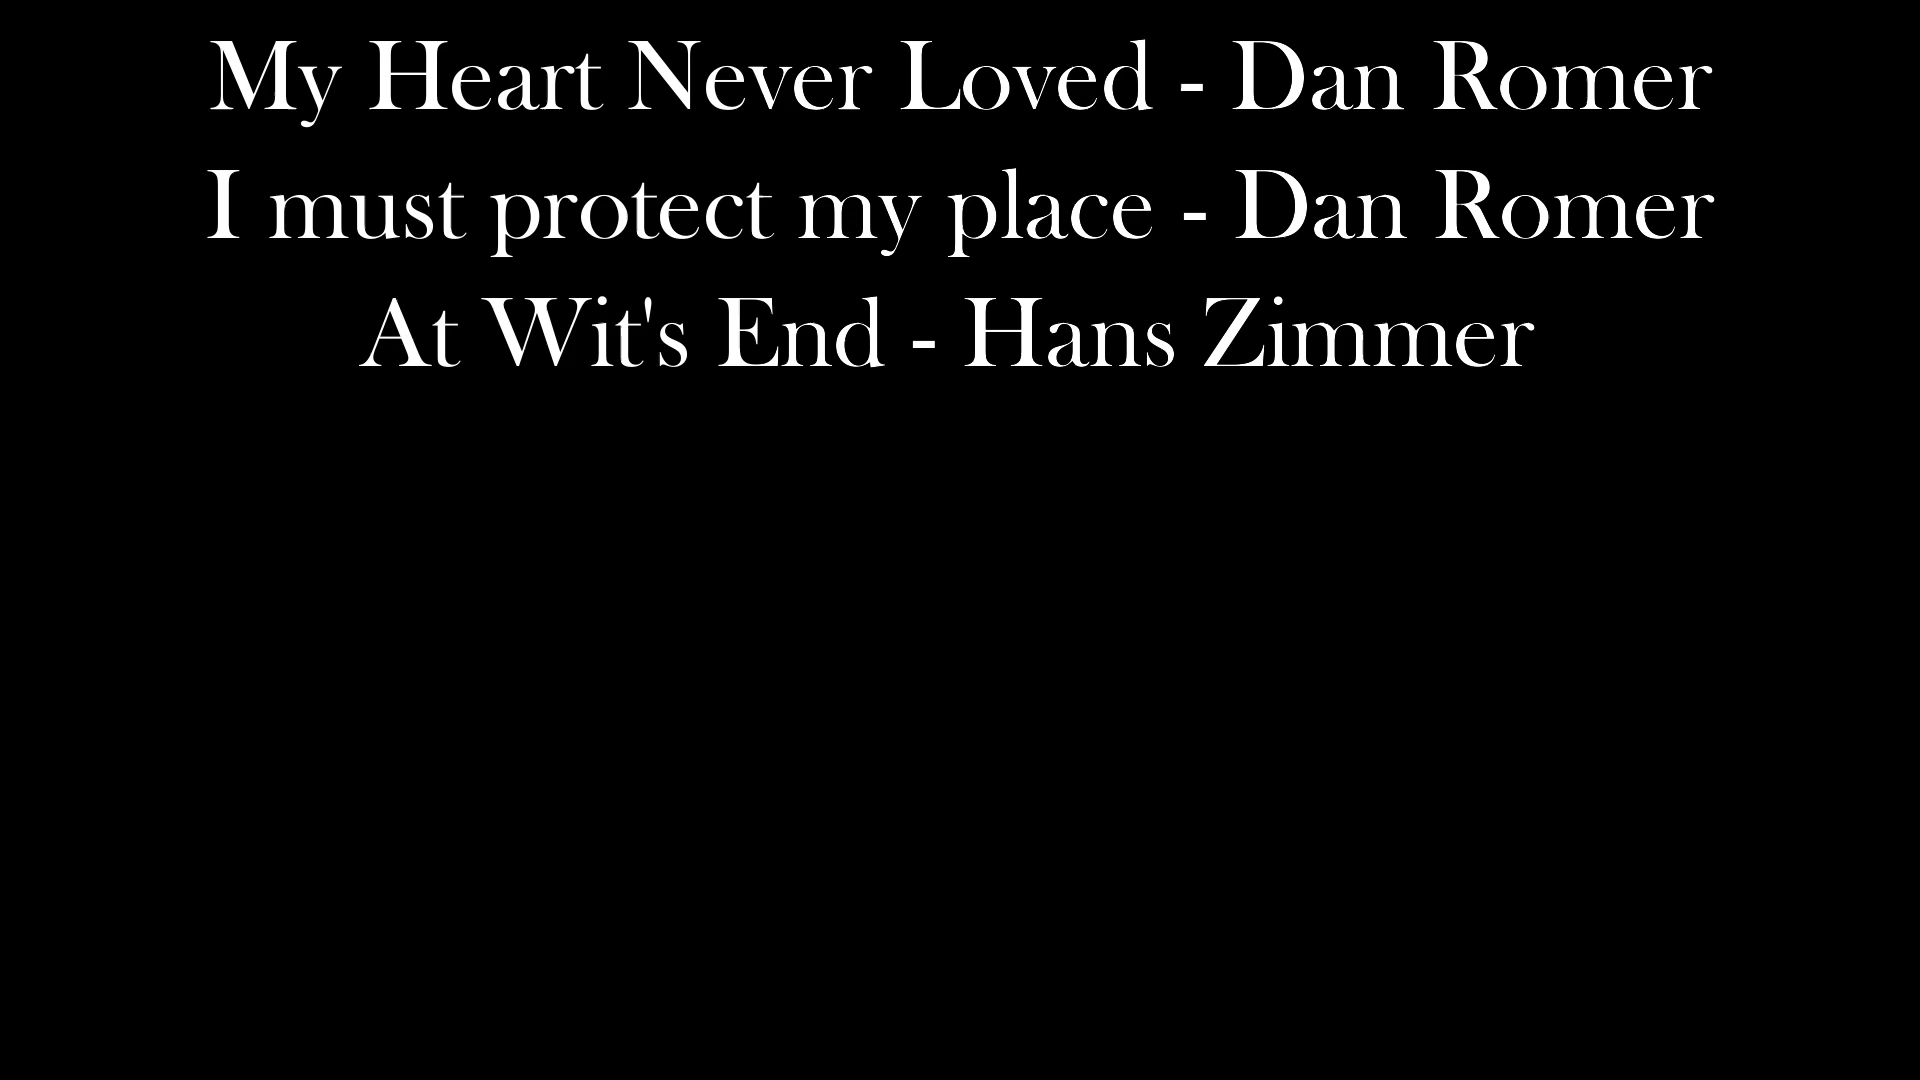 My Heart Never Loved - Dan Romer
I must protect my place - Dan Romer
At Wit's End - Hans Zimmer